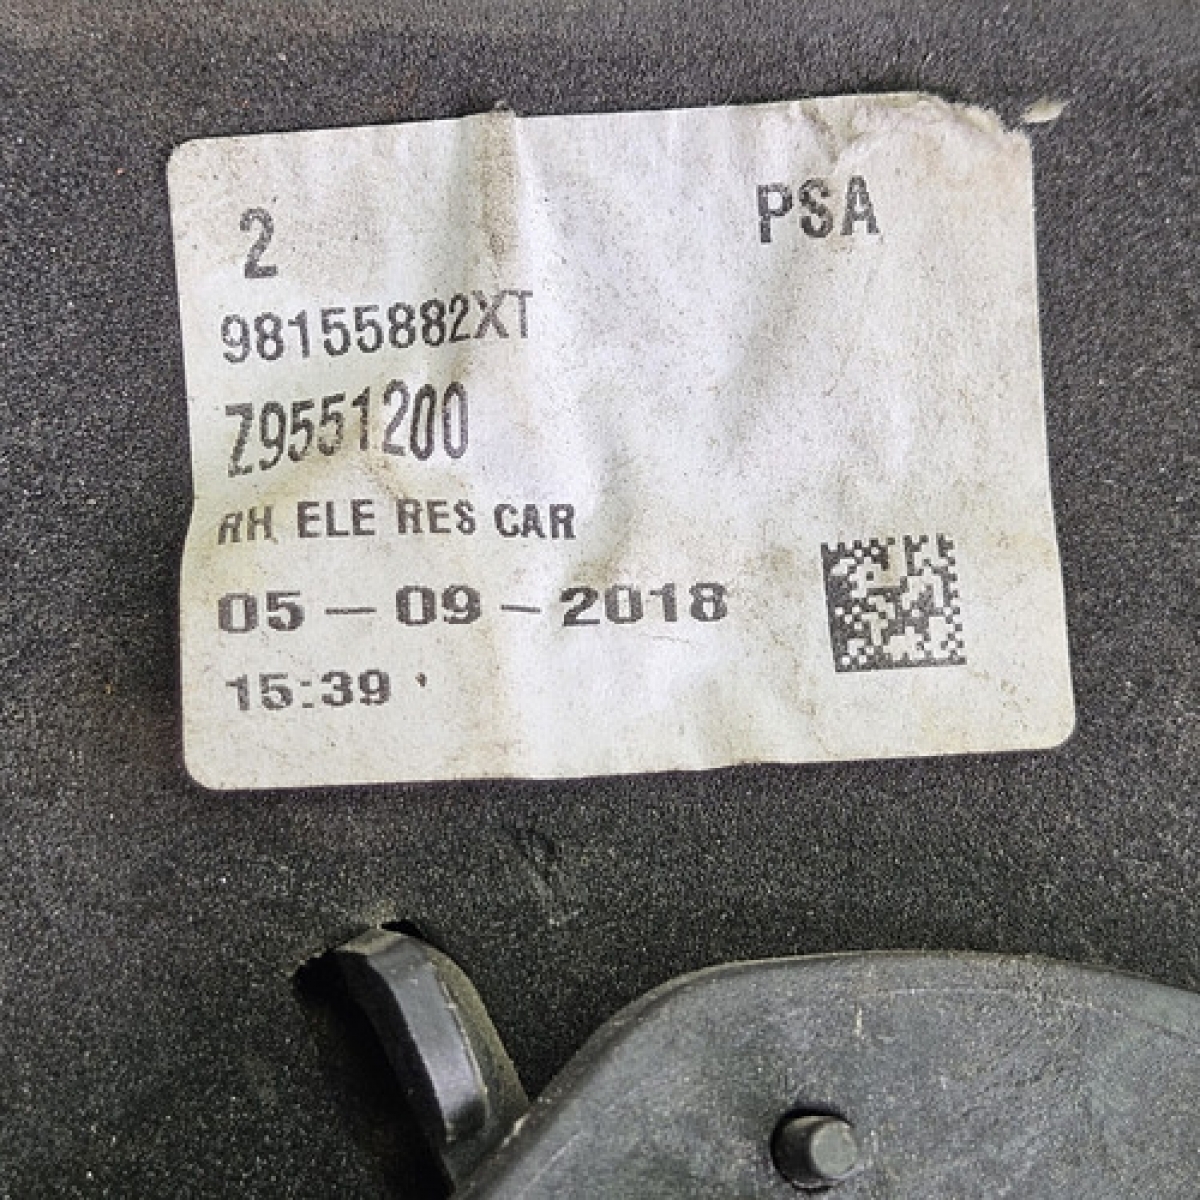 2 PSA
98155882XT
Z9551200
RH ELE RES CAR
05-09-2018
15:39